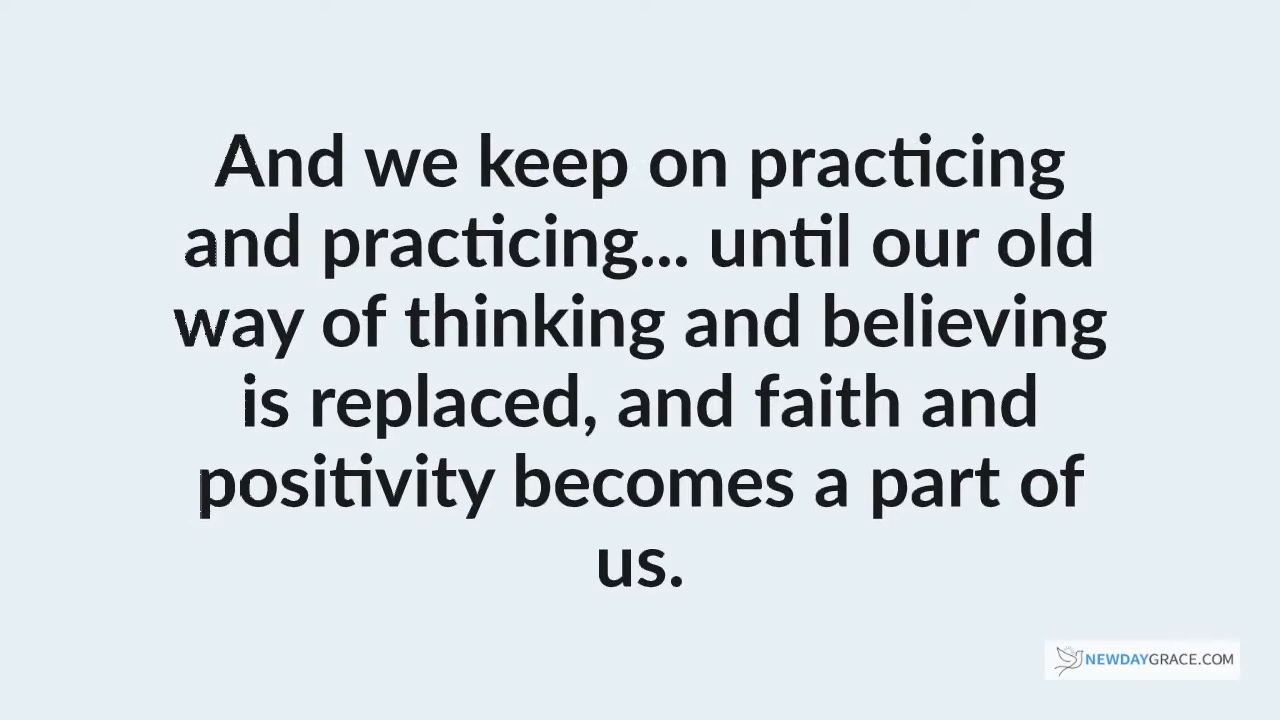 And we keep on practicing
and practicing... until our old
way of thinking and believing
is replaced, and faith and
positivity becomes a part of
us.
NEWDAYGRACE.COM